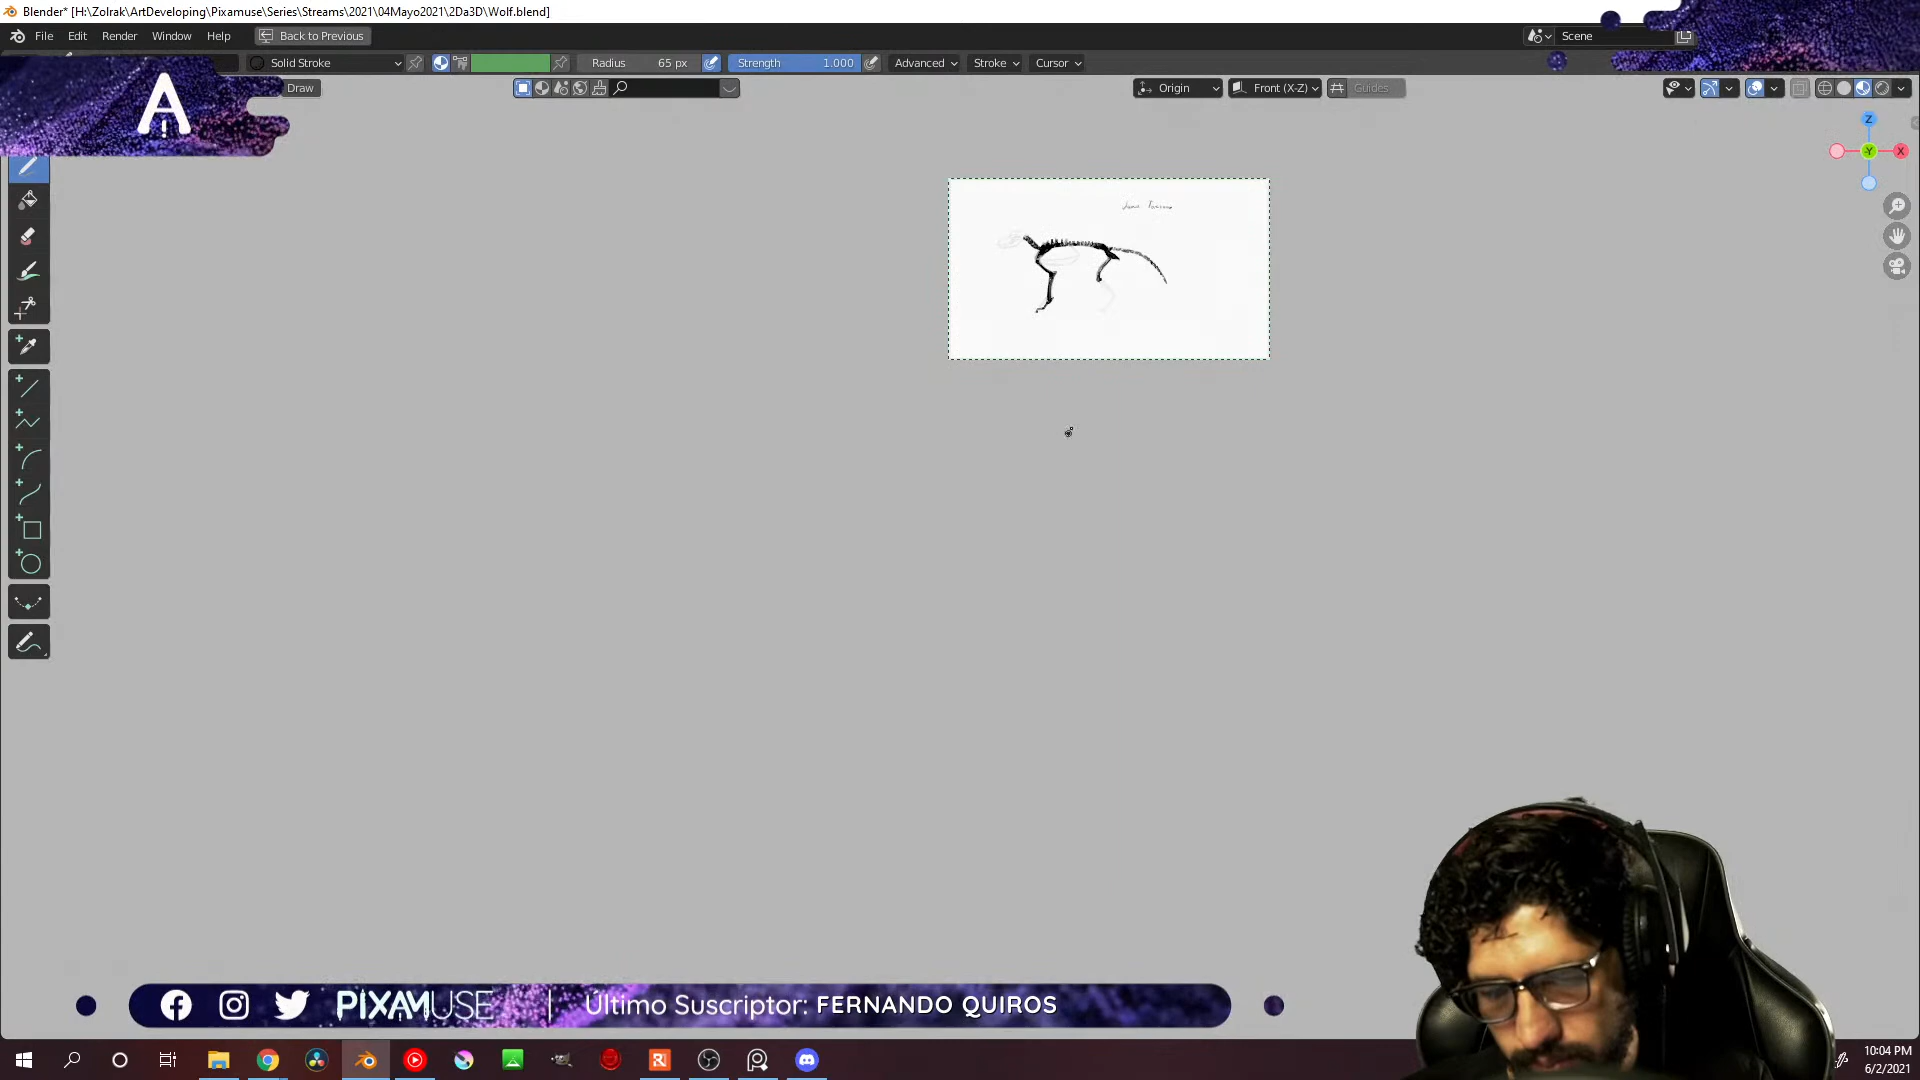 Blender* [H:\Zolrak\ArtDeveloping\Pixamuse\Series\Streams\2021\04Mayo2021\2Da3D\Wolf.blend]
File Edit Render Window Help Back to Previous Scene
Solid Stroke Radius 65 px Strength 1.000 Advanced Stroke Cursor
Draw Origin Front (X-Z) Guides
Z
-Y X
PIXAMUSE | Último Suscriptor: FERNANDO QUIROS
10:04 PM
6/2/2021